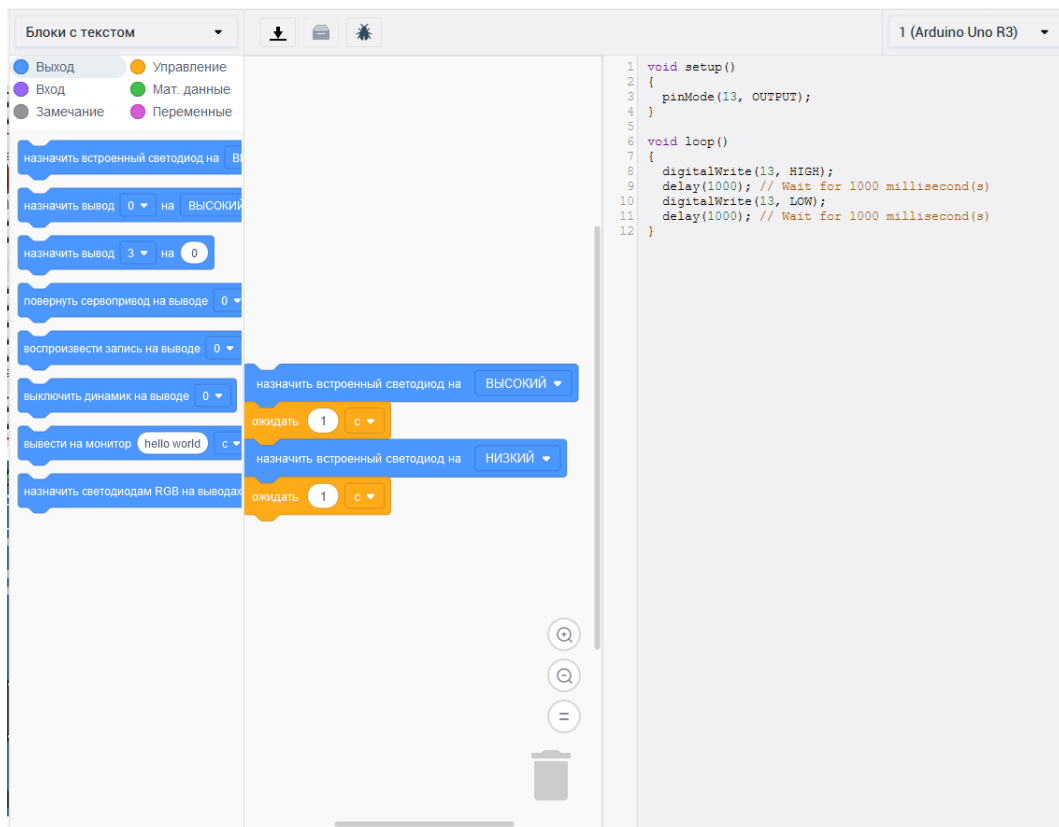 Блоки с текстом
1 (Arduino Uno R3)
Выход
Управление
Вход
Мат. данные
Замечание
Переменные
назначить встроенный светодиод на
назначить вывод 0 на ВЫСОКИЙ
назначить вывод 3 на 0
повернуть сервопривод на выводе 0
воспроизвести запись на выводе 0
выключить динамик на выводе 0
вывести на монитор hello world с
назначить светодиодам RGB на выводах
назначить встроенный светодиод на ВЫСОКИЙ
ожидать 1 с
назначить встроенный светодиод на НИЗКИЙ
ожидать 1 с
1 void setup()
2 {
3 pinMode(13, OUTPUT);
4 }
5
6 void loop()
7 {
8 digitalWrite(13, HIGH);
9 delay(1000); // Wait for 1000 millisecond(s)
10 digitalWrite(13, LOW);
11 delay(1000); // Wait for 1000 millisecond(s)
12 }